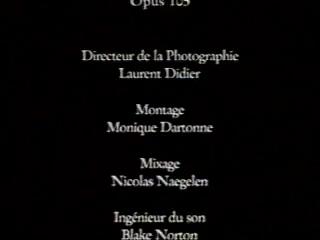 Opus 105
Directeur de la Photographie
Laurent Didier
Montage
Monique Dartonne
Mixage
Nicolas Naegelen
Ingénieur du son
Blake Norton